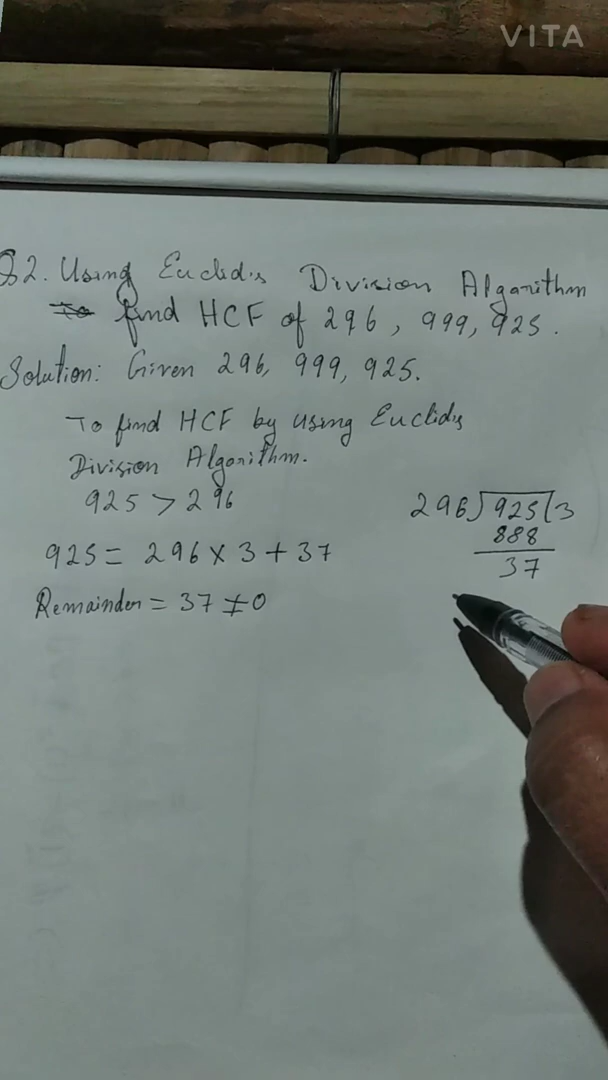 VITA
Q2. Using Euclid's Division Algorithm
To find HCF of 296, 999, 925.
Solution: Given 296, 999, 925.
To find HCF by using Euclid's
Division Algorithm.
925 > 296
925 = 296 × 3 + 37
Remainder = 37 ≠ 0
296)925(3
888
37